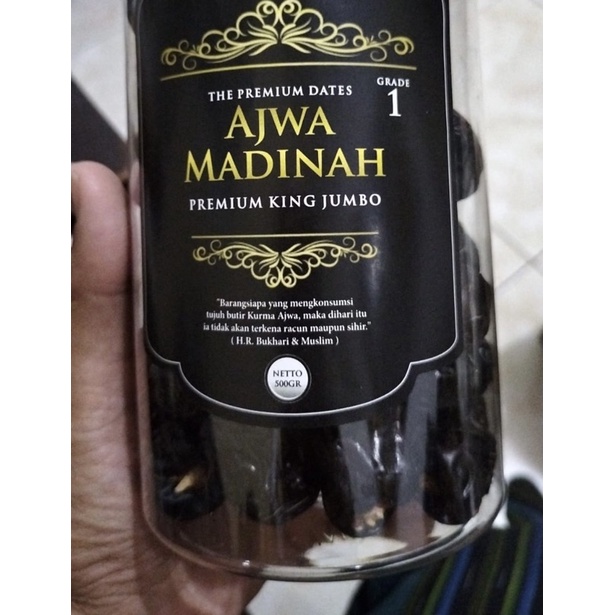 THE PREMIUM DATES
GRADE
1
AJWA
MADINAH
PREMIUM KING JUMBO
"Barangsiapa yang mengkonsumsi
tujuh butir Kurma Ajwa, maka dihari itu
ia tidak akan terkena racun maupun sihir."
( H.R. Bukhari & Muslim )
NETTO
500GR